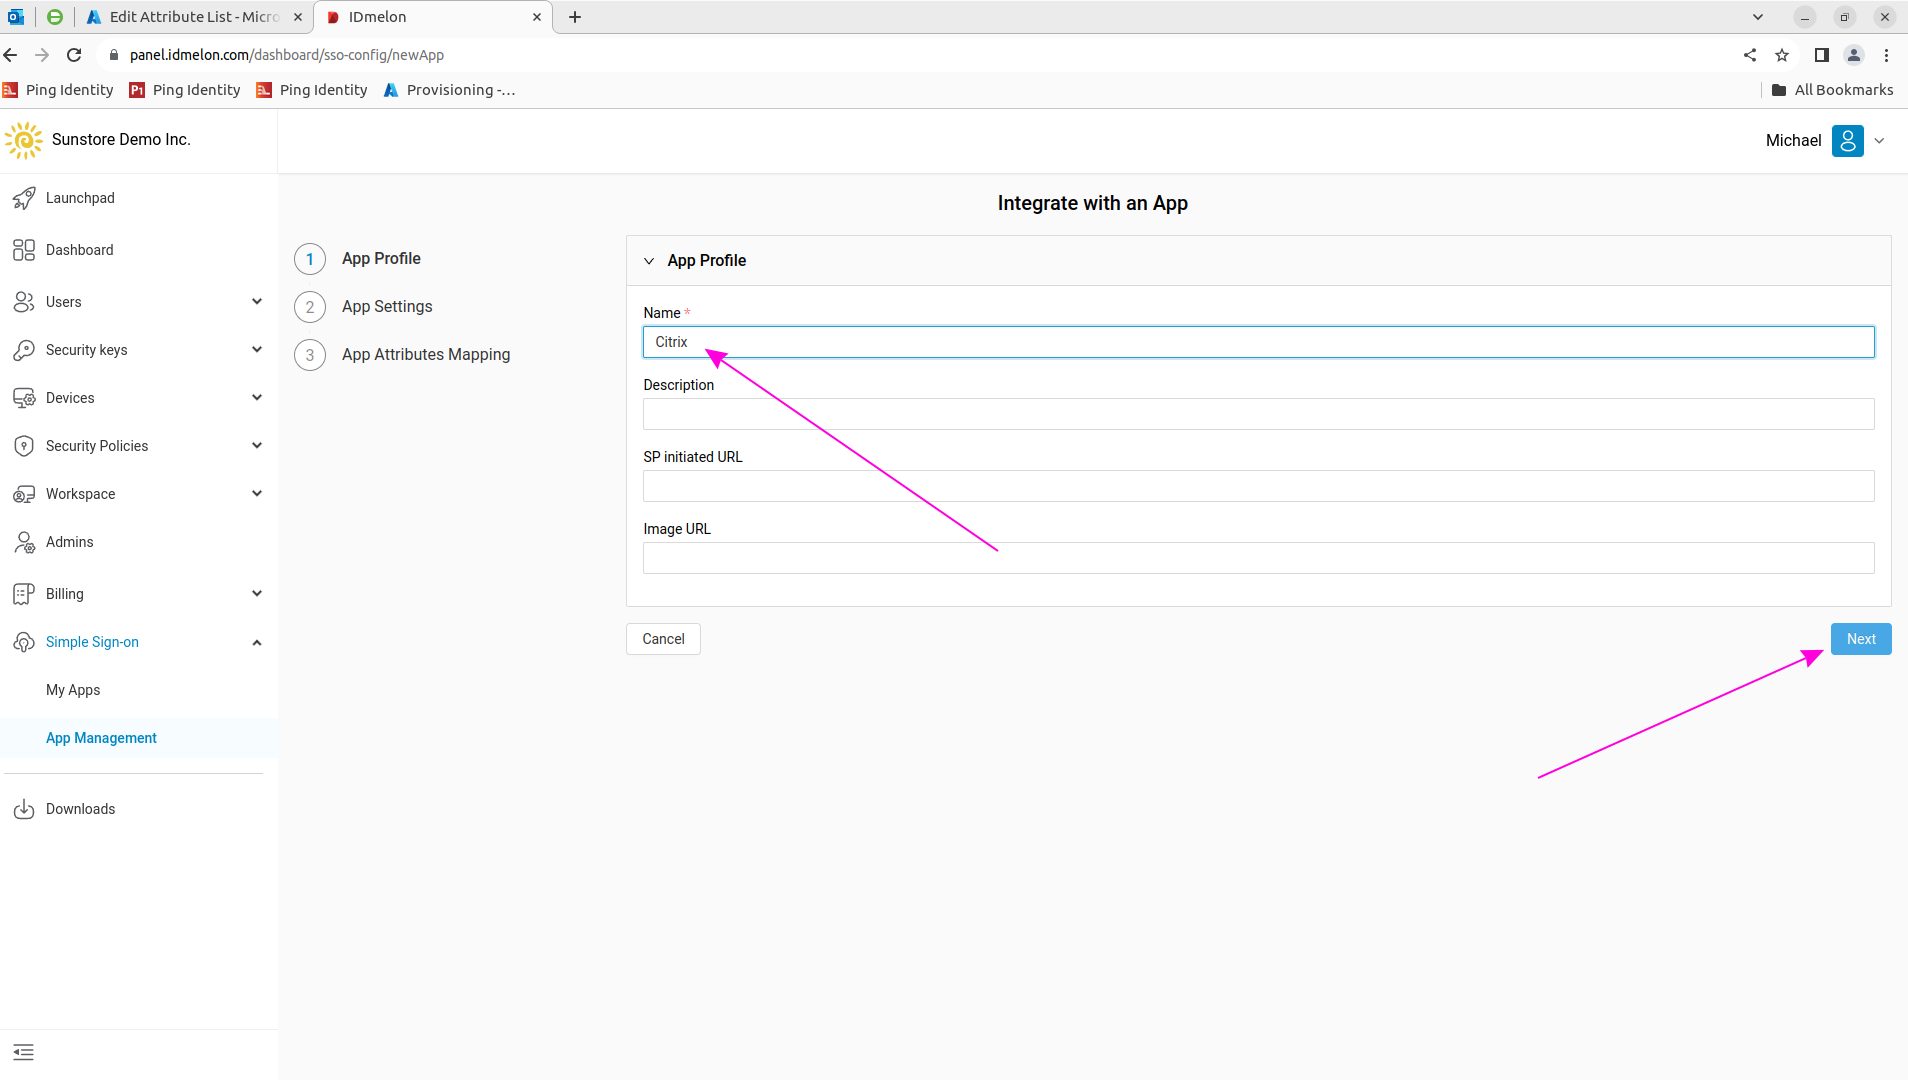 Edit Attribute List - Micro
IDmelon
panel.idmelon.com/dashboard/sso-config/newApp
Ping Identity
P1 Ping Identity
Ping Identity
Provisioning -...
All Bookmarks
Sunstore Demo Inc.
Michael
Launchpad
Dashboard
Users
Security keys
Devices
Security Policies
Workspace
Admins
Billing
Simple Sign-on
My Apps
App Management
Downloads
Integrate with an App
1 App Profile
2 App Settings
3 App Attributes Mapping
App Profile
Name *
Citrix
Description
SP initiated URL
Image URL
Cancel
Next